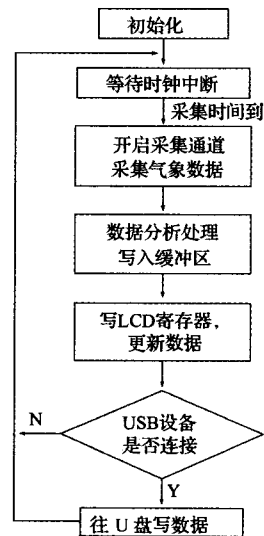 初始化
等待时钟中断
采集时间到
开启采集通道
采集气象数据
数据分析处理
写入缓冲区
写LCD寄存器，
更新数据
USB设备
是否连接
N
Y
往 U 盘写数据